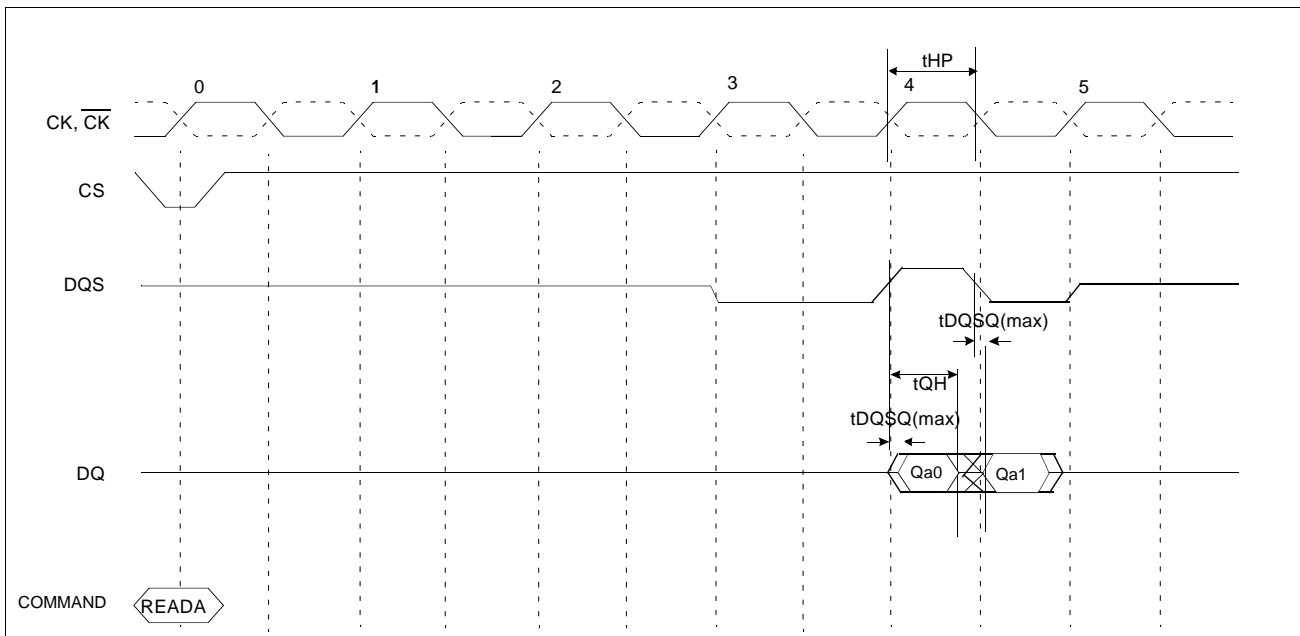 tHP
0 1 2 3 4 5
CK, CK
CS
DQS
tDQSQ(max)
tQH
tDQSQ(max)
DQ
Qa0 Qa1
COMMAND
READA